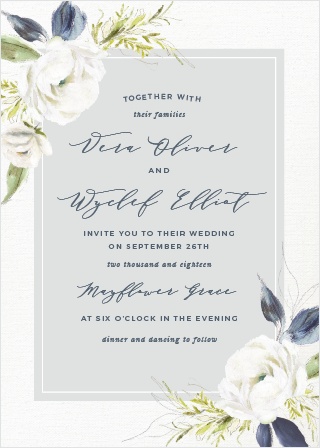 TOGETHER WITH
their families
Vera Oliver
AND
Wyclef Elliot
INVITE YOU TO THEIR WEDDING
ON SEPTEMBER 26TH
two thousand and eighteen
Mayflower Grace
AT SIX O'CLOCK IN THE EVENING
dinner and dancing to follow